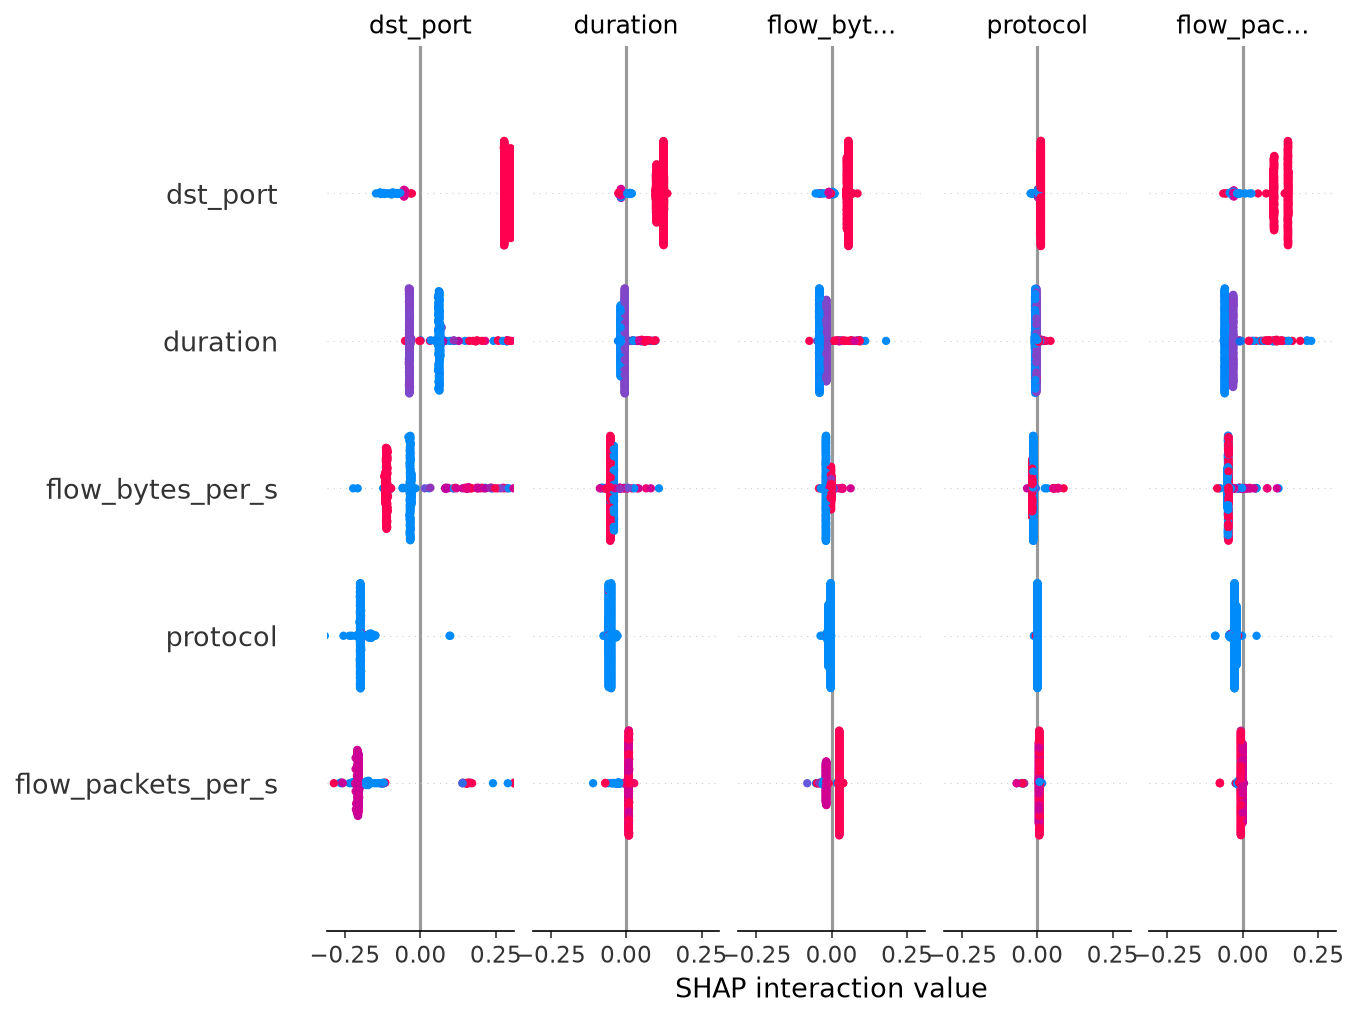 dst_port duration flow_byt... protocol flow_pac...
dst_port
duration
flow_bytes_per_s
protocol
flow_packets_per_s
−0.25 0.00 0.25 −0.25 0.00 0.25 −0.25 0.00 0.25 −0.25 0.00 0.25 −0.25 0.00 0.25
SHAP interaction value